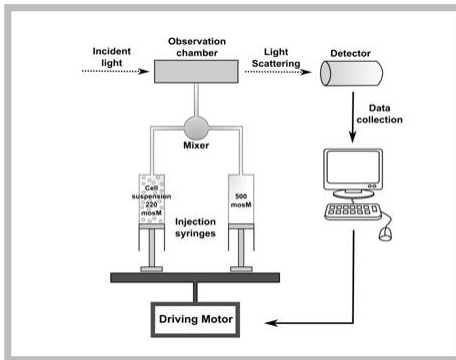 Incident
light
Observation
chamber
Light
Scattering
Detector
Data
collection
Mixer
Cell
suspension
220
mosM
500
mosM
Injection
syringes
Driving Motor